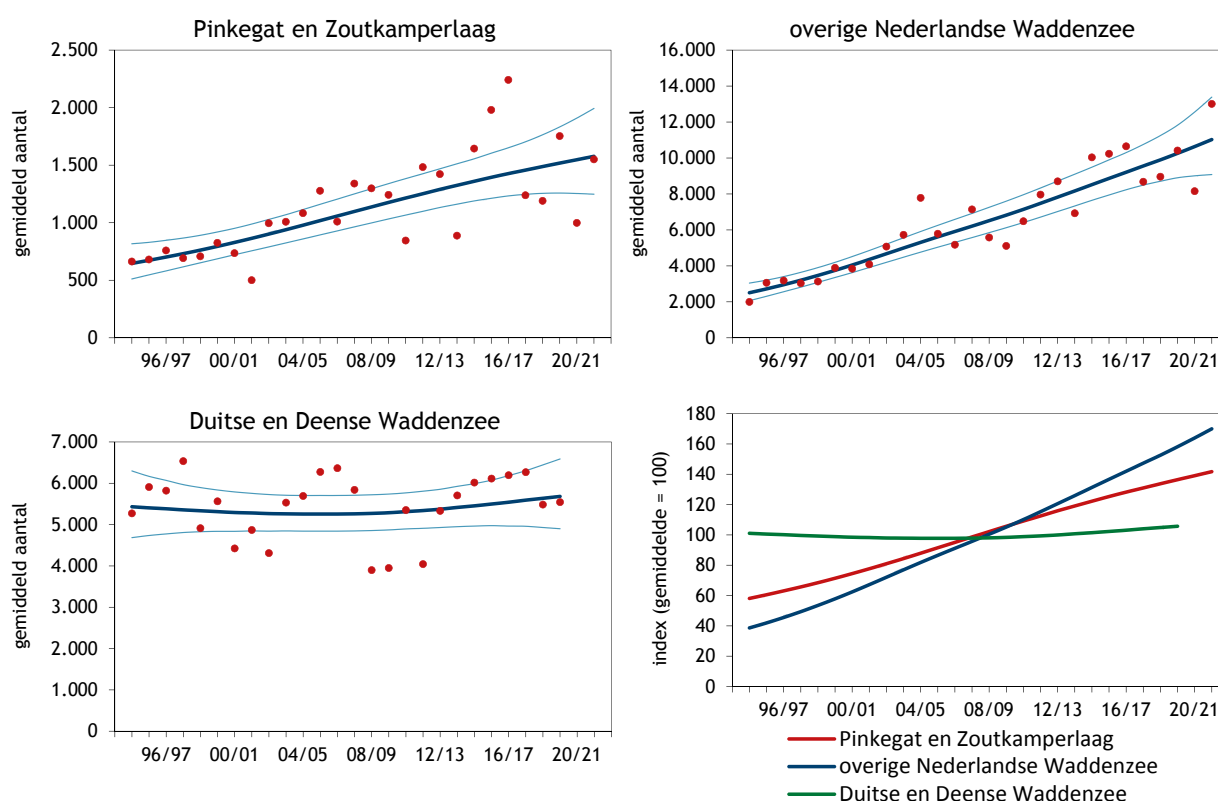 Pinkegat en Zoutkamperlaag
gemiddeld aantal
2.500
2.000
1.500
1.000
500
0
96/97 00/01 04/05 08/09 12/13 16/17 20/21
overige Nederlandse Waddenzee
gemiddeld aantal
16.000
14.000
12.000
10.000
8.000
6.000
4.000
2.000
0
96/97 00/01 04/05 08/09 12/13 16/17 20/21
Duitse en Deense Waddenzee
gemiddeld aantal
7.000
6.000
5.000
4.000
3.000
2.000
1.000
0
96/97 00/01 04/05 08/09 12/13 16/17 20/21
index (gemiddelde = 100)
180
160
140
120
100
80
60
40
20
0
96/97 00/01 04/05 08/09 12/13 16/17 20/21
Pinkegat en Zoutkamperlaag
overige Nederlandse Waddenzee
Duitse en Deense Waddenzee